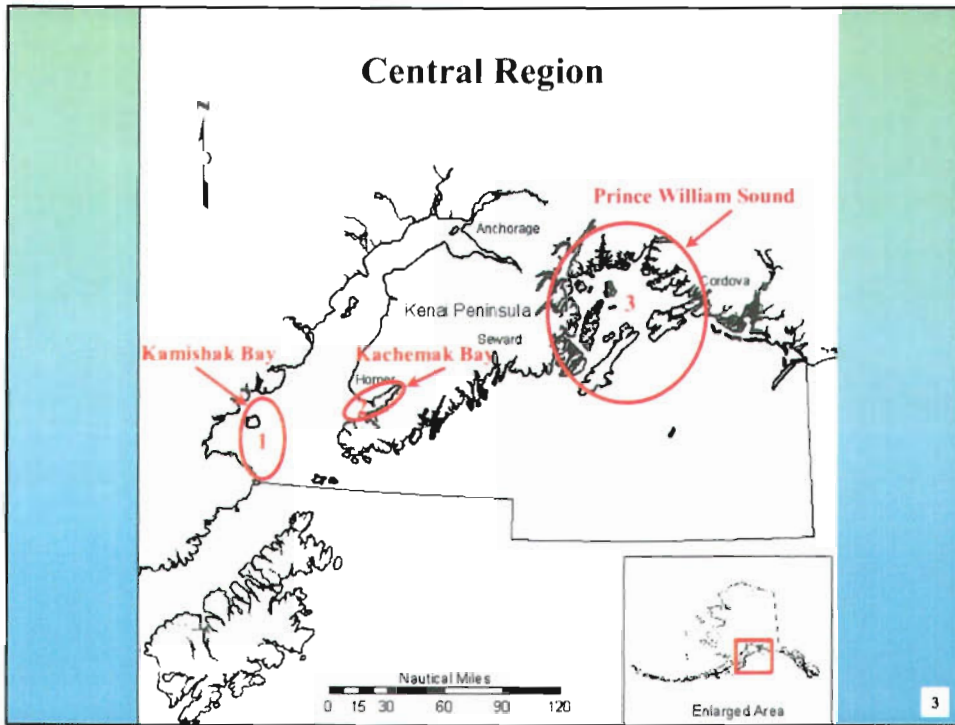 Central Region
N
Prince William Sound
Anchorage
Cordova
Kenai Peninsula
3
Seward
Kamishak Bay
Kachemak Bay
Homer
1
Nautical Miles
0 15 30 60 90 120
Enlarged Area
3